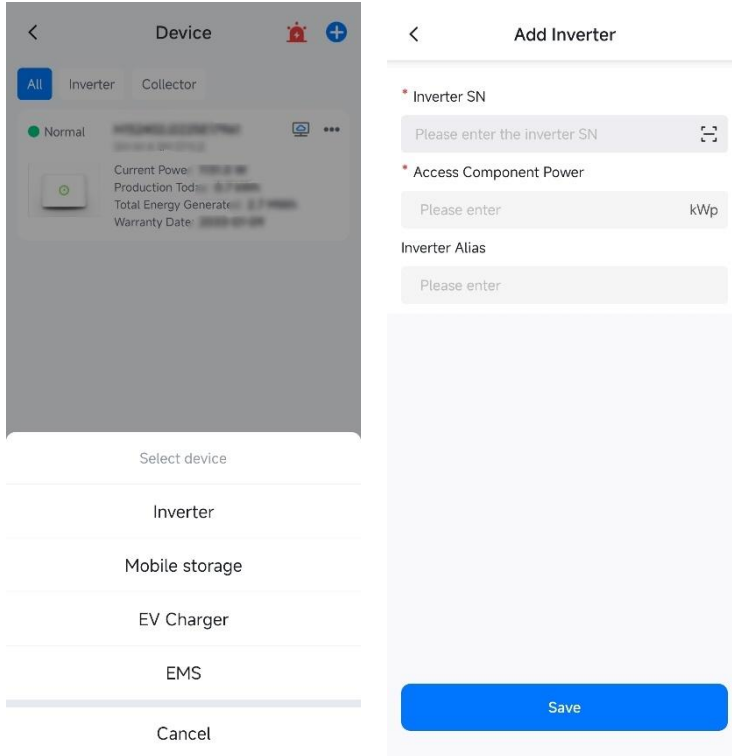 Device
All
Inverter
Collector
Normal
Current Powe
Production Tod
Total Energy Generate
Warranty Date
Select device
Inverter
Mobile storage
EV Charger
EMS
Cancel
Add Inverter
* Inverter SN
Please enter the inverter SN
* Access Component Power
Please enter kWp
Inverter Alias
Please enter
Save